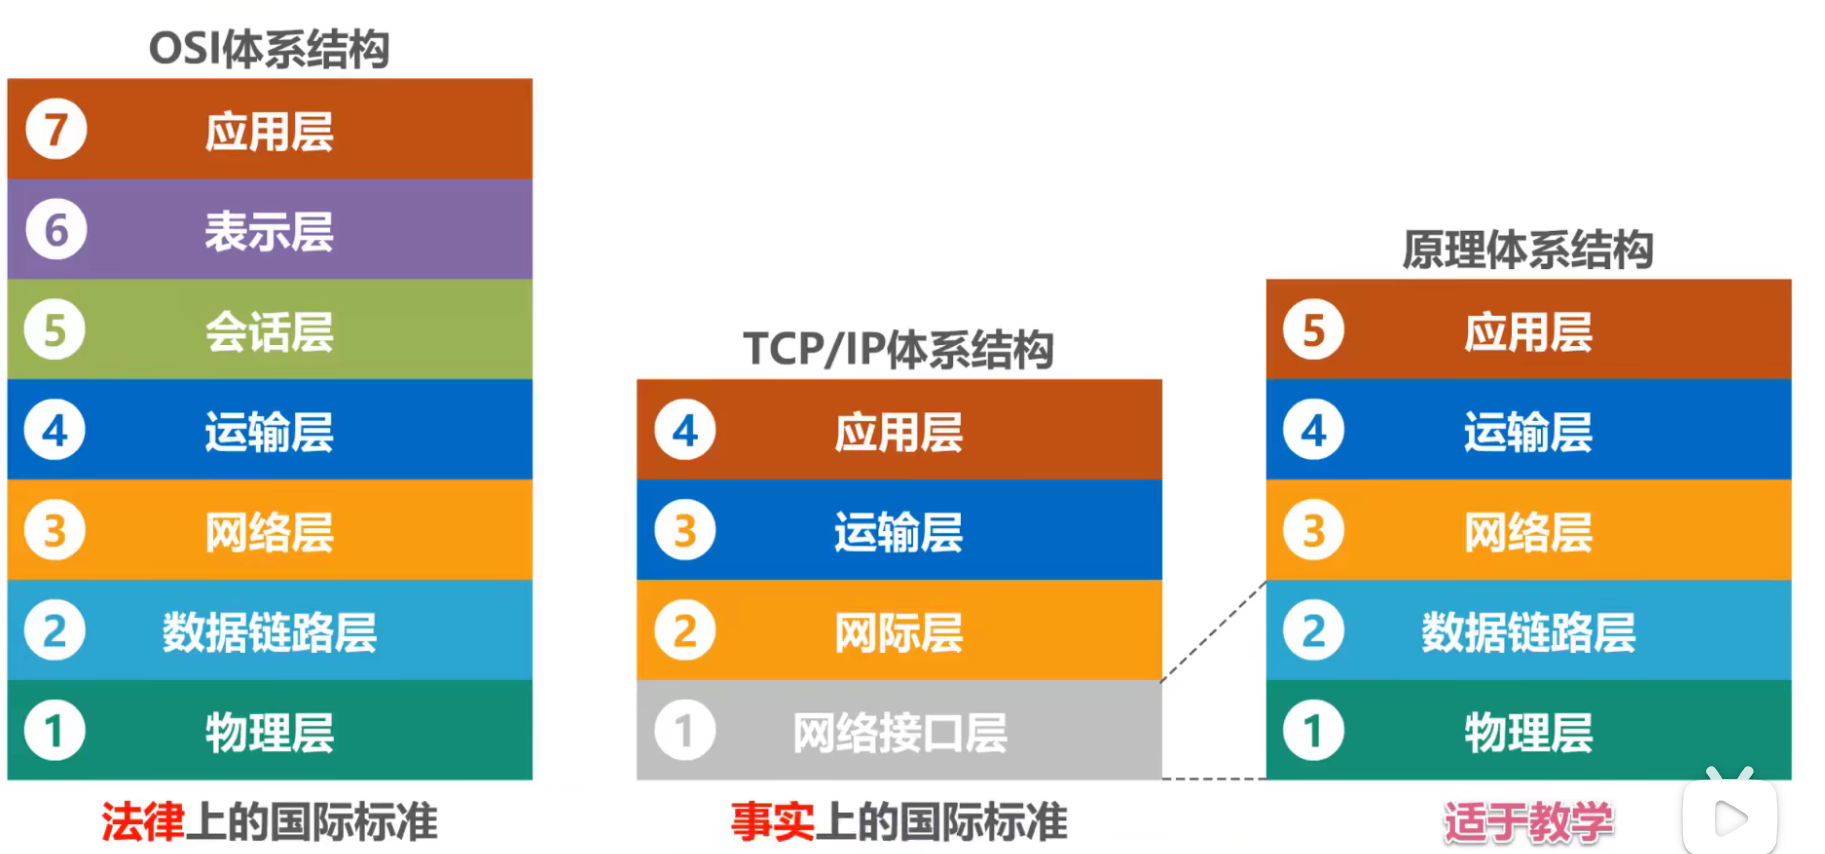 OSI体系结构
7 应用层
6 表示层
5 会话层
4 运输层
3 网络层
2 数据链路层
1 物理层
法律上的国际标准
TCP/IP体系结构
4 应用层
3 运输层
2 网际层
1 网络接口层
事实上的国际标准
原理体系结构
5 应用层
4 运输层
3 网络层
2 数据链路层
1 物理层
适于教学